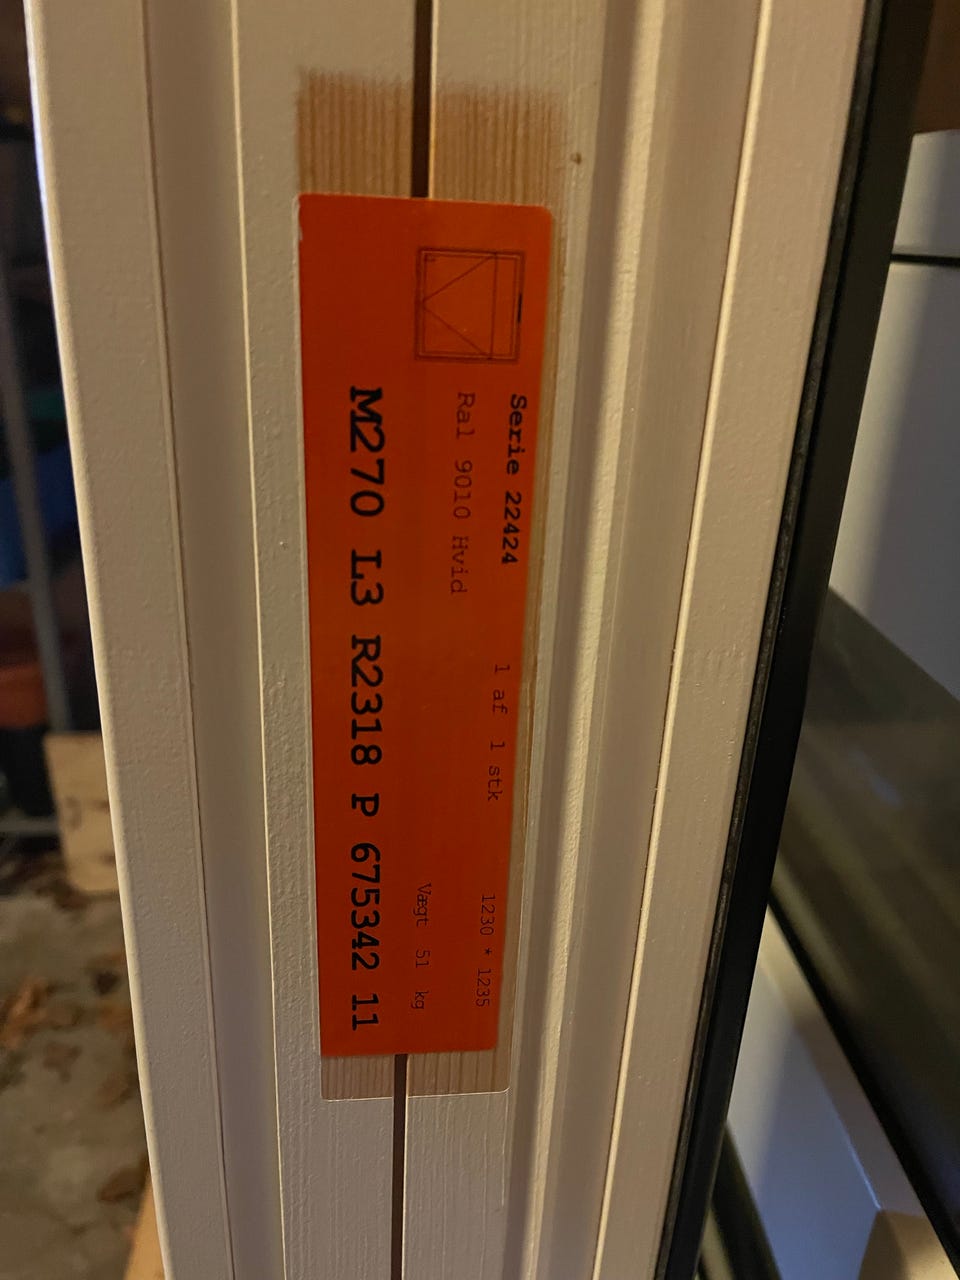 Serie 22424 1 af 1 stk 1230 * 1235
Ral 9010 Hvid
Vægt 51 kg
M270 L3 R2318 P 675342 11